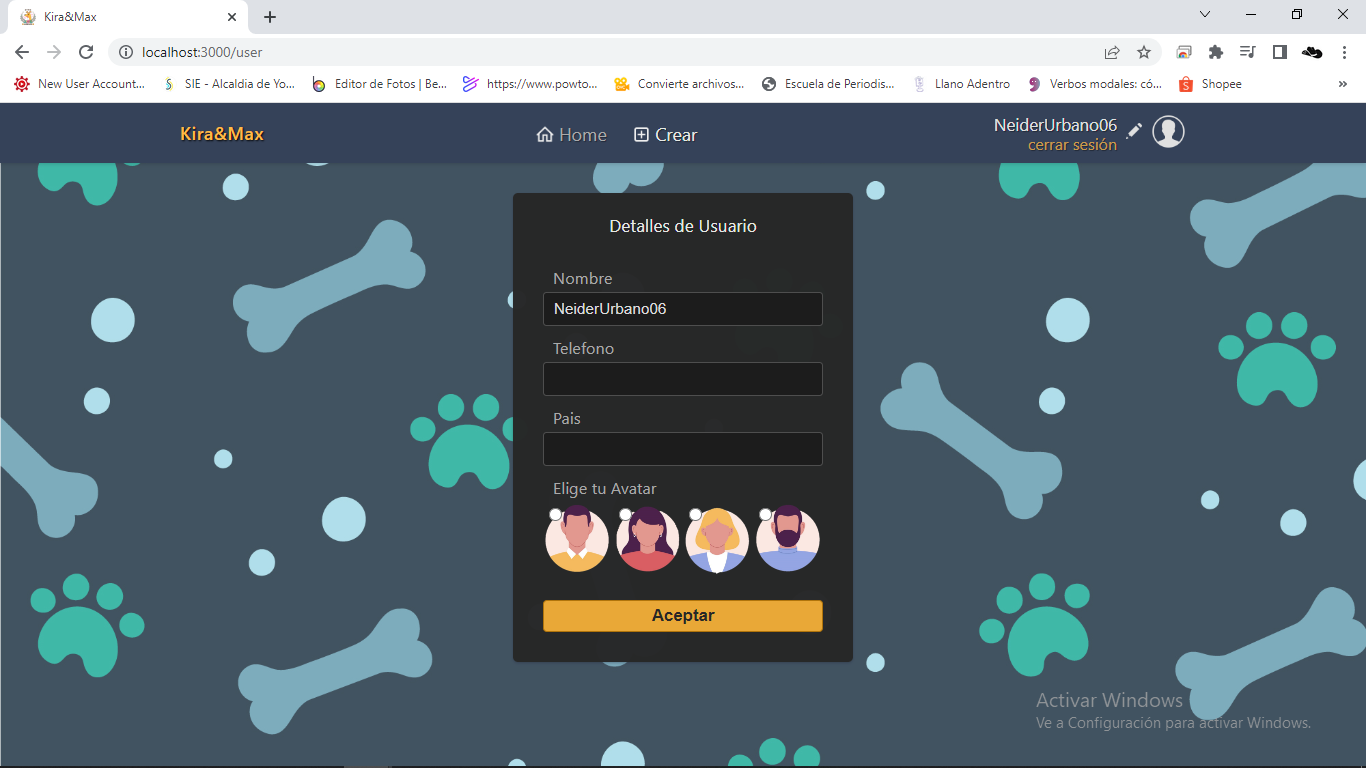 Kira&Max
localhost:3000/user
New User Account...
SIE - Alcaldia de Yo...
Editor de Fotos | Be...
https://www.powto...
Convierte archivos...
Escuela de Periodis...
Llano Adentro
Verbos modales: có...
Shopee
»
Kira&Max
Home
Crear
NeiderUrbano06
cerrar sesión
Detalles de Usuario
Nombre
NeiderUrbano06
Telefono
Pais
Elige tu Avatar
Aceptar
Activar Windows
Ve a Configuración para activar Windows.